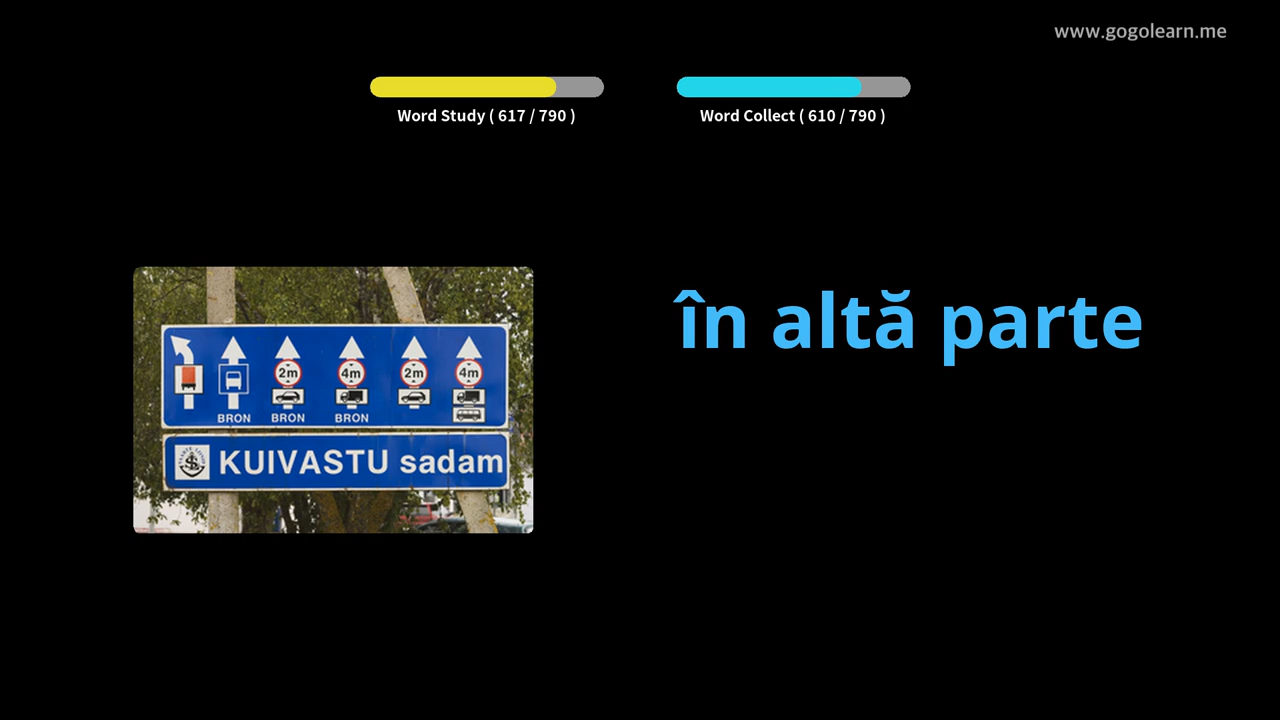 www.gogolearn.me
Word Study ( 617 / 790 )
Word Collect ( 610 / 790 )
în altă parte
2m
4m
2m
4m
BRON
BRON
BRON
KUIVASTU sadam